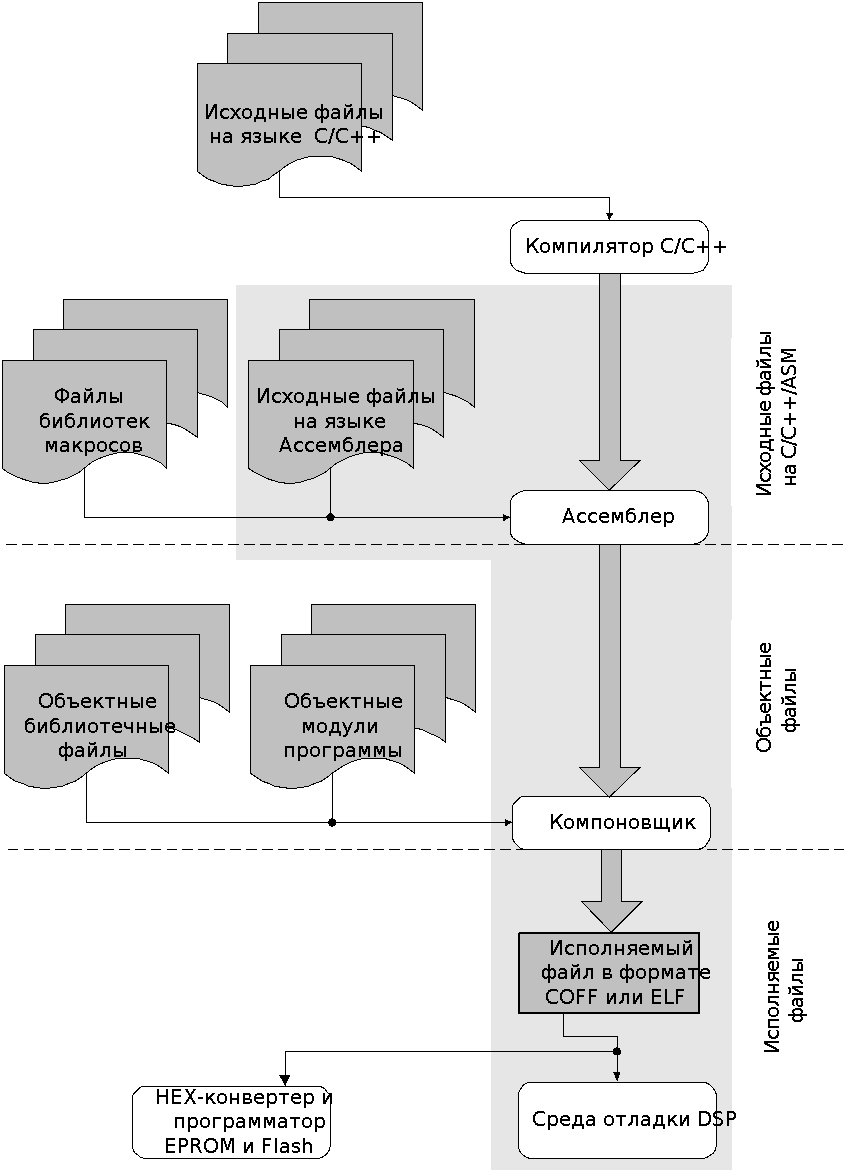 Исходные файлы
на языке C/C++
Компилятор C/C++
Файлы
библиотек
макросов
Исходные файлы
на языке
Ассемблера
Исходные файлы
на C/C++/ASM
Ассемблер
Объектные
библиотечные
файлы
Объектные
модули
программы
Объектные
файлы
Компоновщик
Исполняемый
файл в формате
COFF или ELF
Исполняемые
файлы
HEX-конвертер и
программатор
EPROM и Flash
Среда отладки DSP